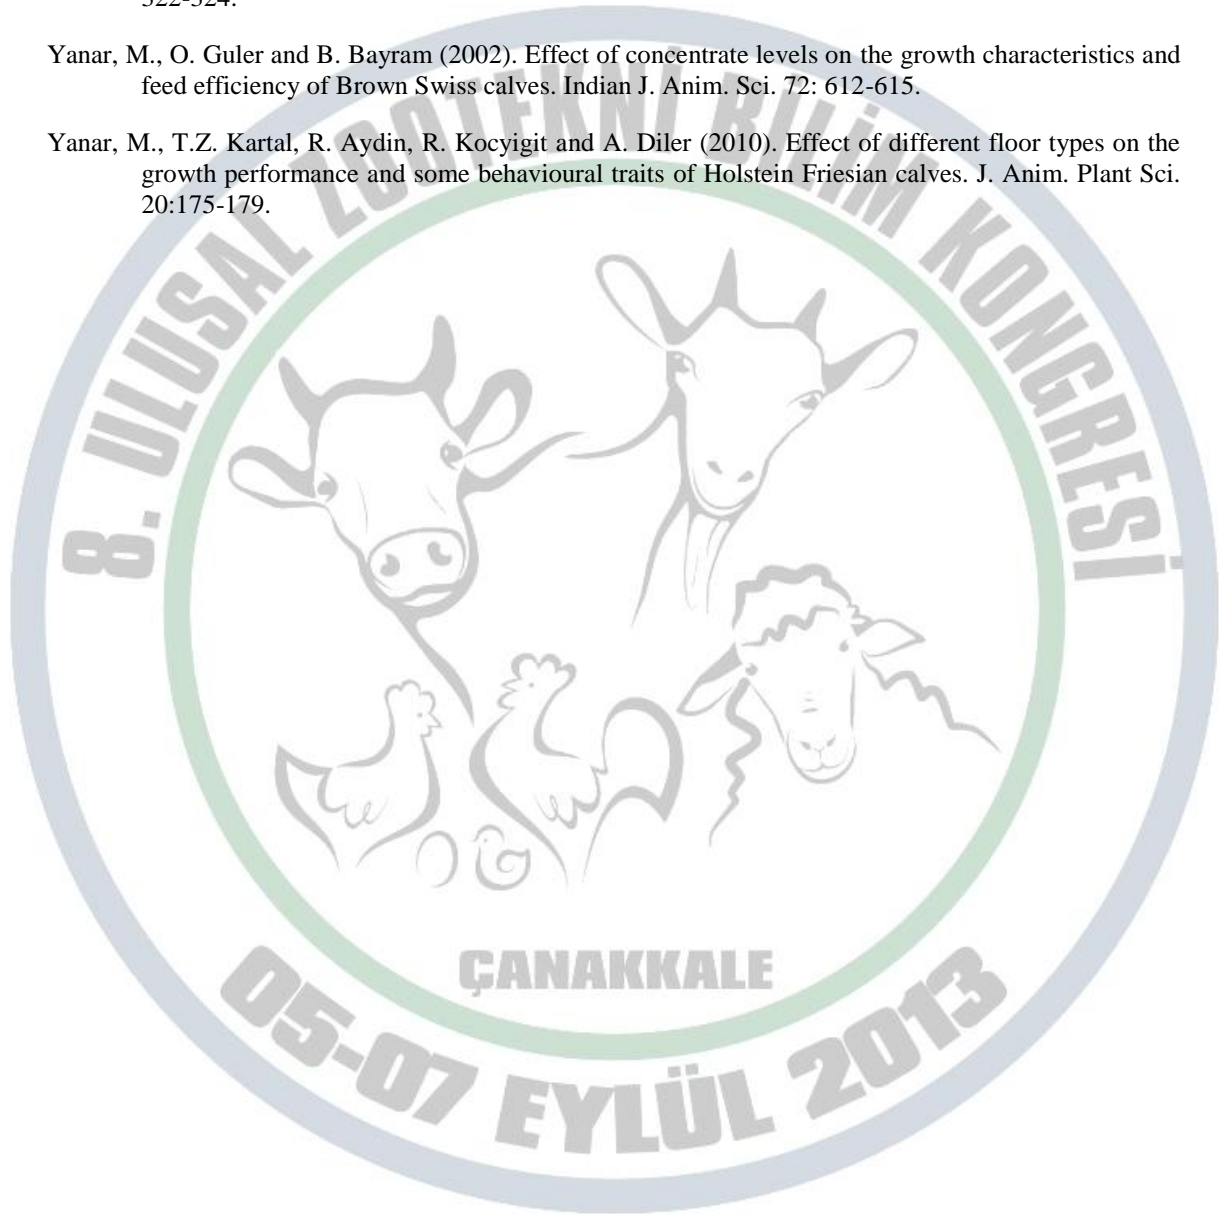 322-324.
Yanar, M., O. Guler and B. Bayram (2002). Effect of concentrate levels on the growth characteristics and
feed efficiency of Brown Swiss calves. Indian J. Anim. Sci. 72: 612-615.
Yanar, M., T.Z. Kartal, R. Aydin, R. Kocyigit and A. Diler (2010). Effect of different floor types on the
growth performance and some behavioural traits of Holstein Friesian calves. J. Anim. Plant Sci.
20:175-179.
8. ULUSAL ZOOTEKNİ BİLİM KONGRESİ
ÇANAKKALE
05-07 EYLÜL 2013